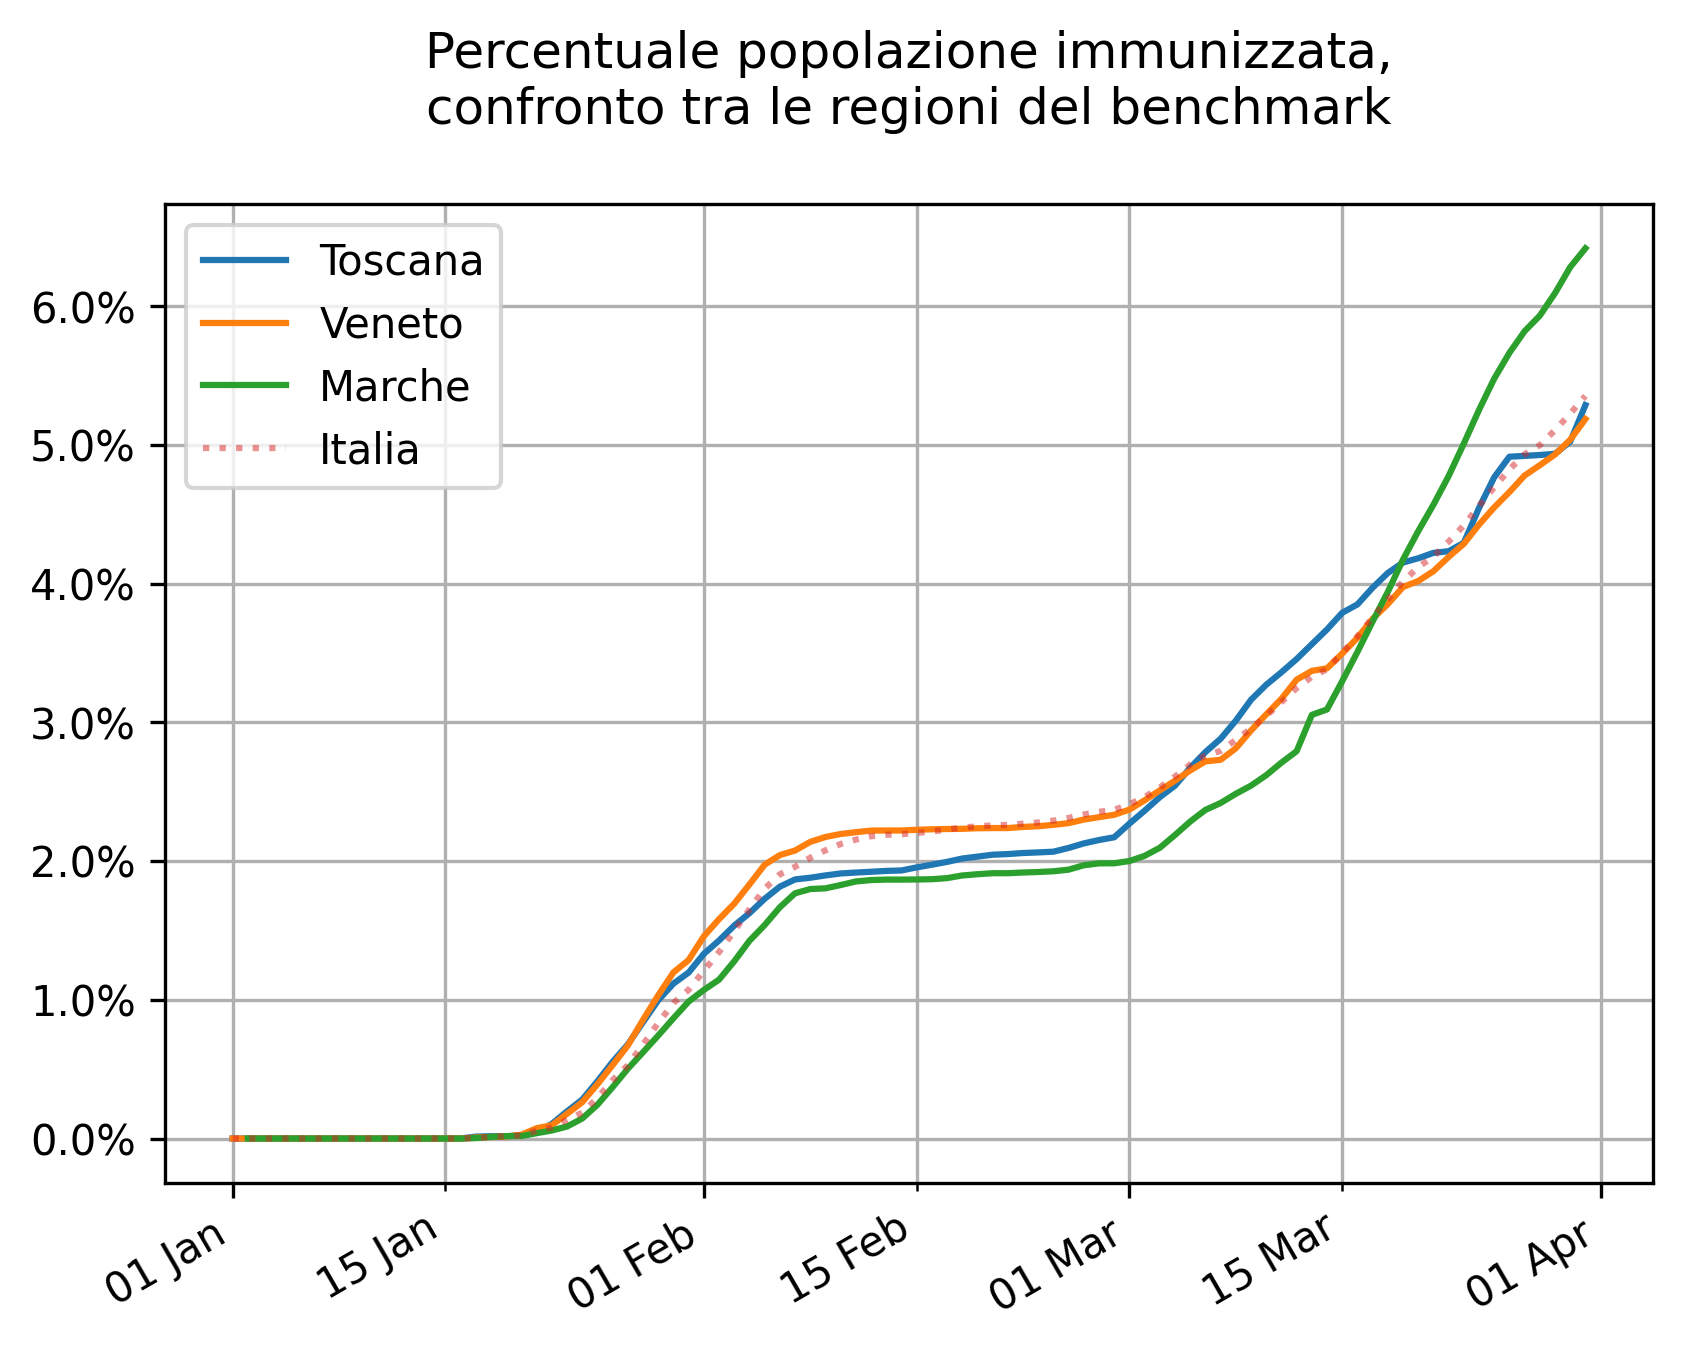 Percentuale popolazione immunizzata,
confronto tra le regioni del benchmark
Toscana
Veneto
Marche
Italia
6.0%
5.0%
4.0%
3.0%
2.0%
1.0%
0.0%
01 Jan
15 Jan
01 Feb
15 Feb
01 Mar
15 Mar
01 Apr